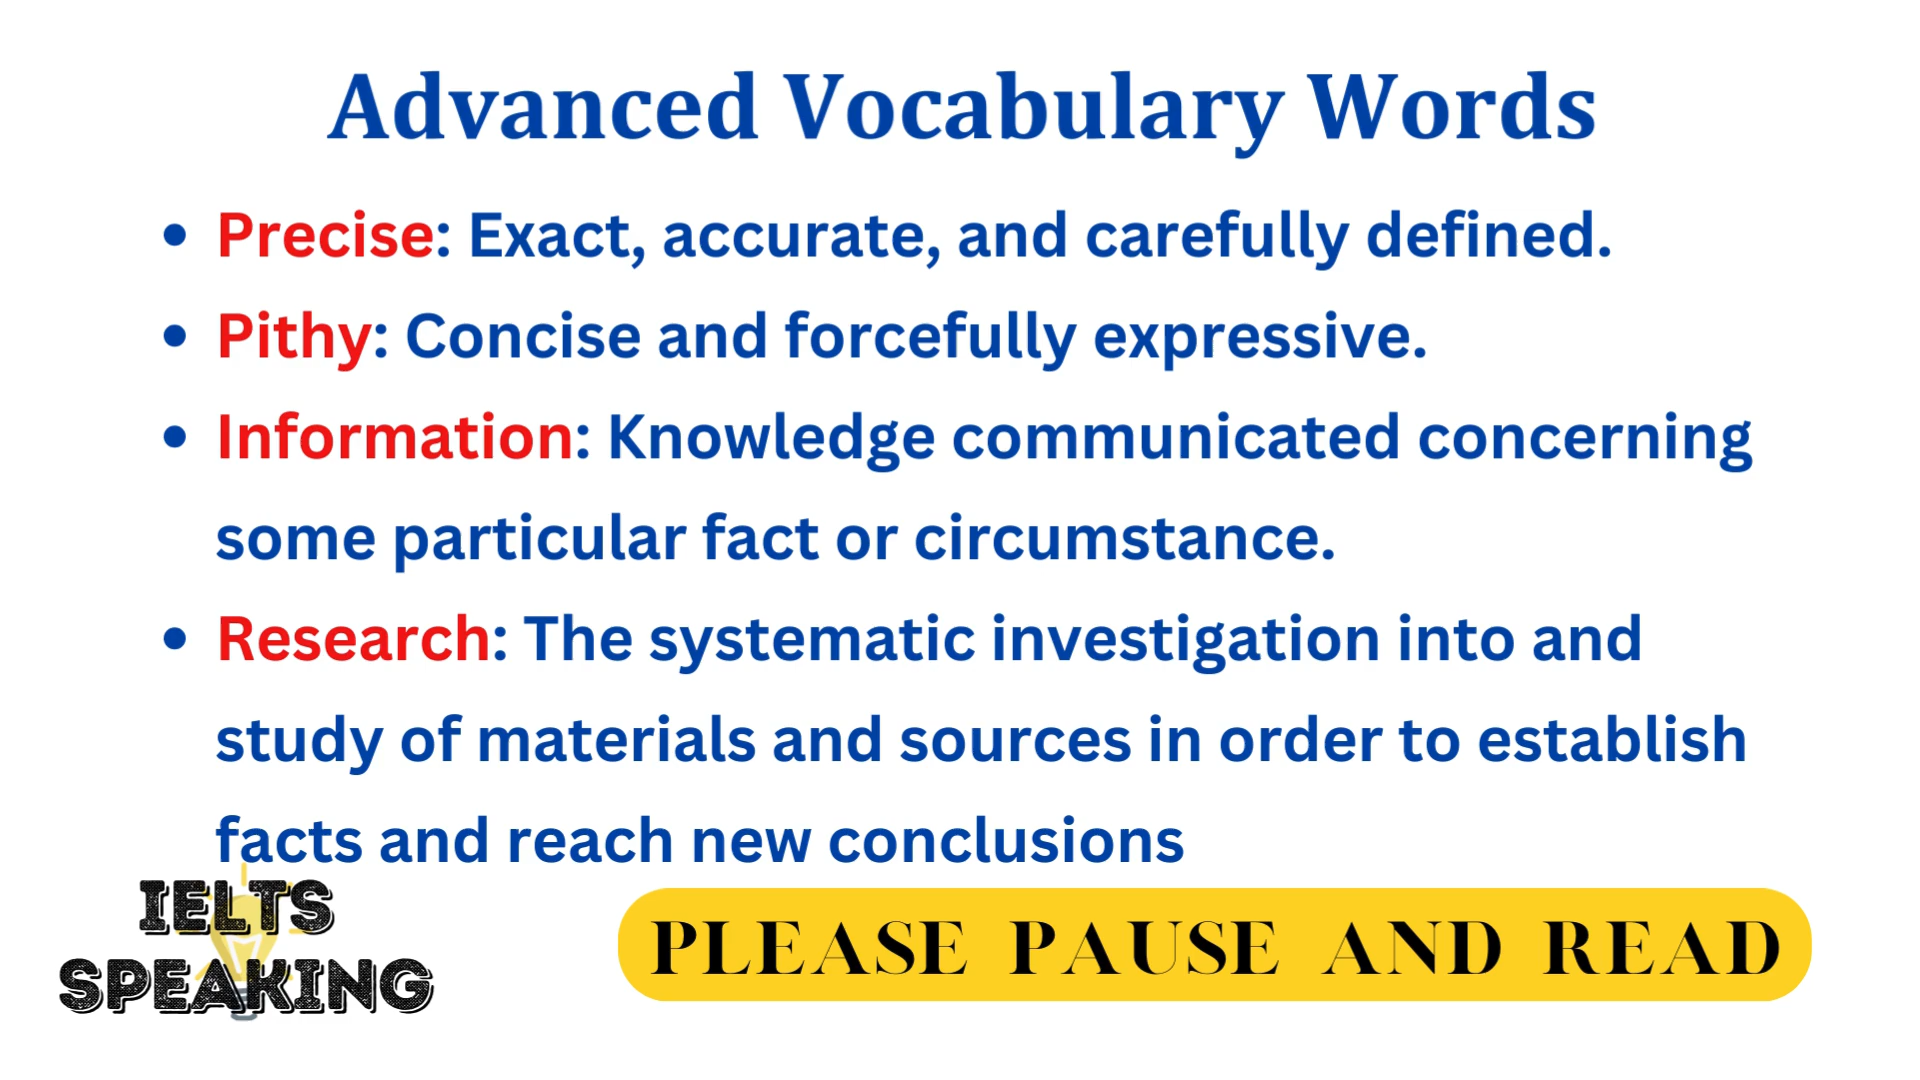 Advanced Vocabulary Words
• Precise: Exact, accurate, and carefully defined.
• Pithy: Concise and forcefully expressive.
• Information: Knowledge communicated concerning
some particular fact or circumstance.
• Research: The systematic investigation into and
study of materials and sources in order to establish
facts and reach new conclusions
IELTS
SPEAKING
PLEASE PAUSE AND READ